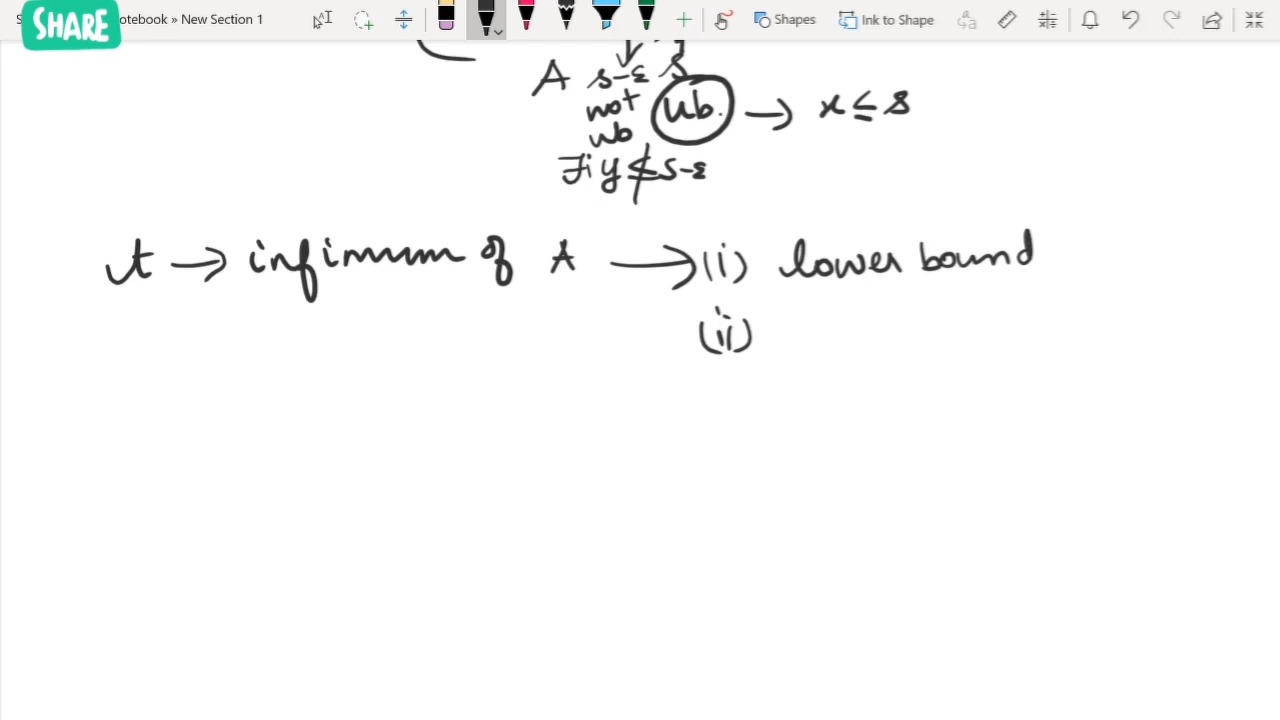 SHARE
otebook » New Section 1
Shapes
Ink to Shape
A s-ε s
not ub. → x ≤ s
ub
y ≰ s-ε
t → infimum of A → (i) lower bound
(ii)